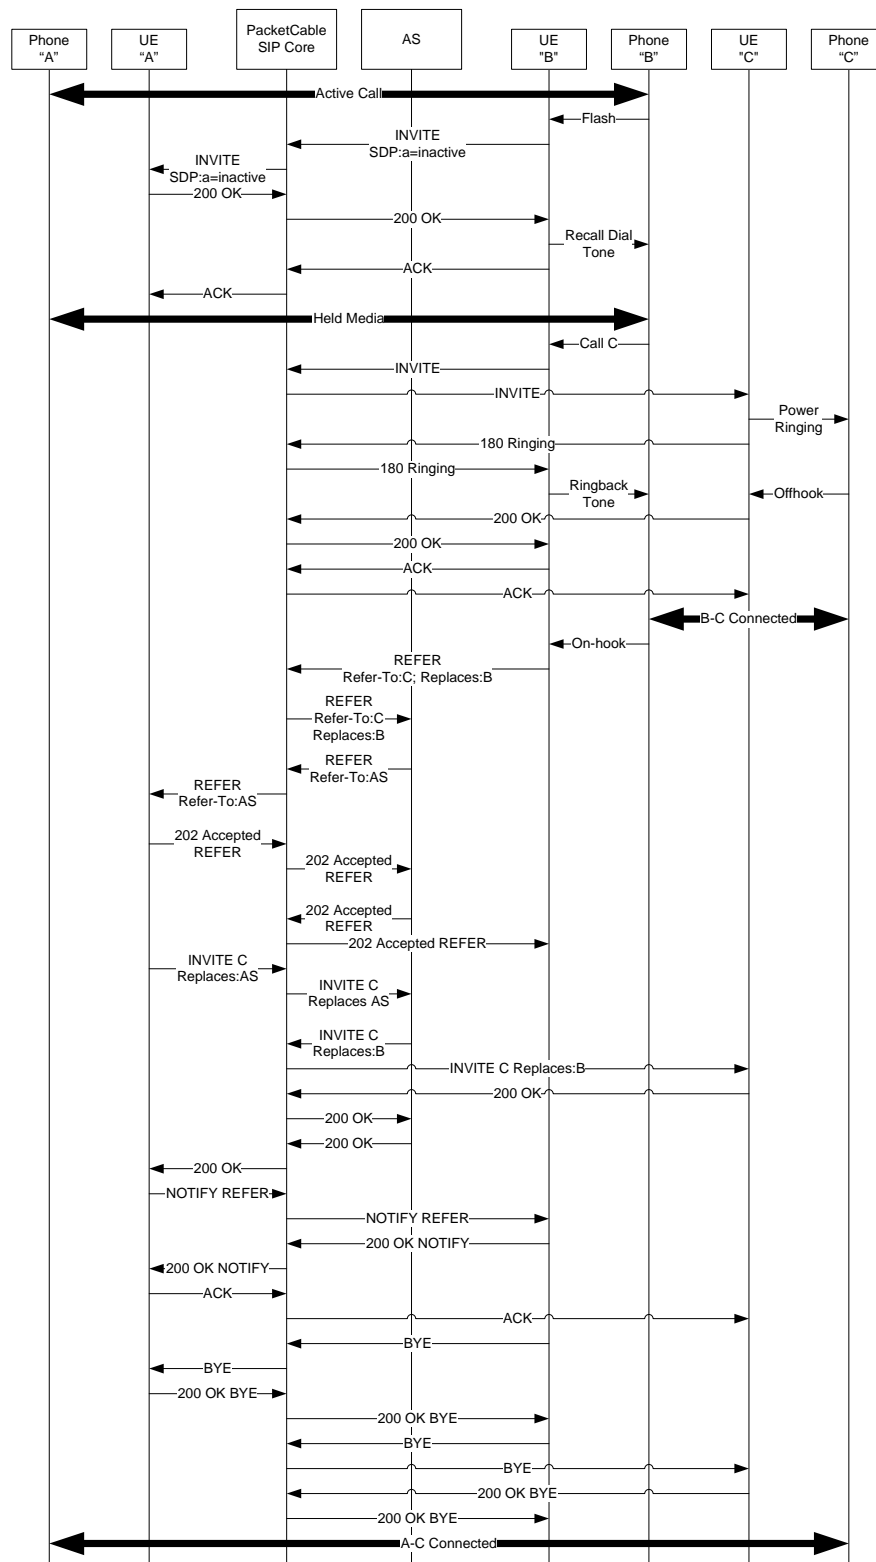 Phone
“A”
UE
“A”
PacketCable
SIP Core
AS
UE
"B"
Phone
“B”
UE
"C"
Phone
“C”
Active Call
Flash
INVITE
SDP:a=inactive
INVITE
SDP:a=inactive
200 OK
200 OK
Recall Dial
Tone
ACK
ACK
Held Media
Call C
INVITE
INVITE
Power
Ringing
180 Ringing
180 Ringing
Ringback
Tone
Offhook
200 OK
200 OK
ACK
ACK
B-C Connected
On-hook
REFER
Refer-To:C; Replaces:B
REFER
Refer-To:C
Replaces:B
REFER
Refer-To:AS
REFER
Refer-To:AS
202 Accepted
REFER
202 Accepted
REFER
202 Accepted
REFER
202 Accepted REFER
INVITE C
Replaces:AS
INVITE C
Replaces AS
INVITE C
Replaces:B
INVITE C Replaces:B
200 OK
200 OK
200 OK
200 OK
NOTIFY REFER
NOTIFY REFER
200 OK NOTIFY
200 OK NOTIFY
ACK
ACK
BYE
BYE
200 OK BYE
200 OK BYE
BYE
BYE
200 OK BYE
200 OK BYE
A-C Connected